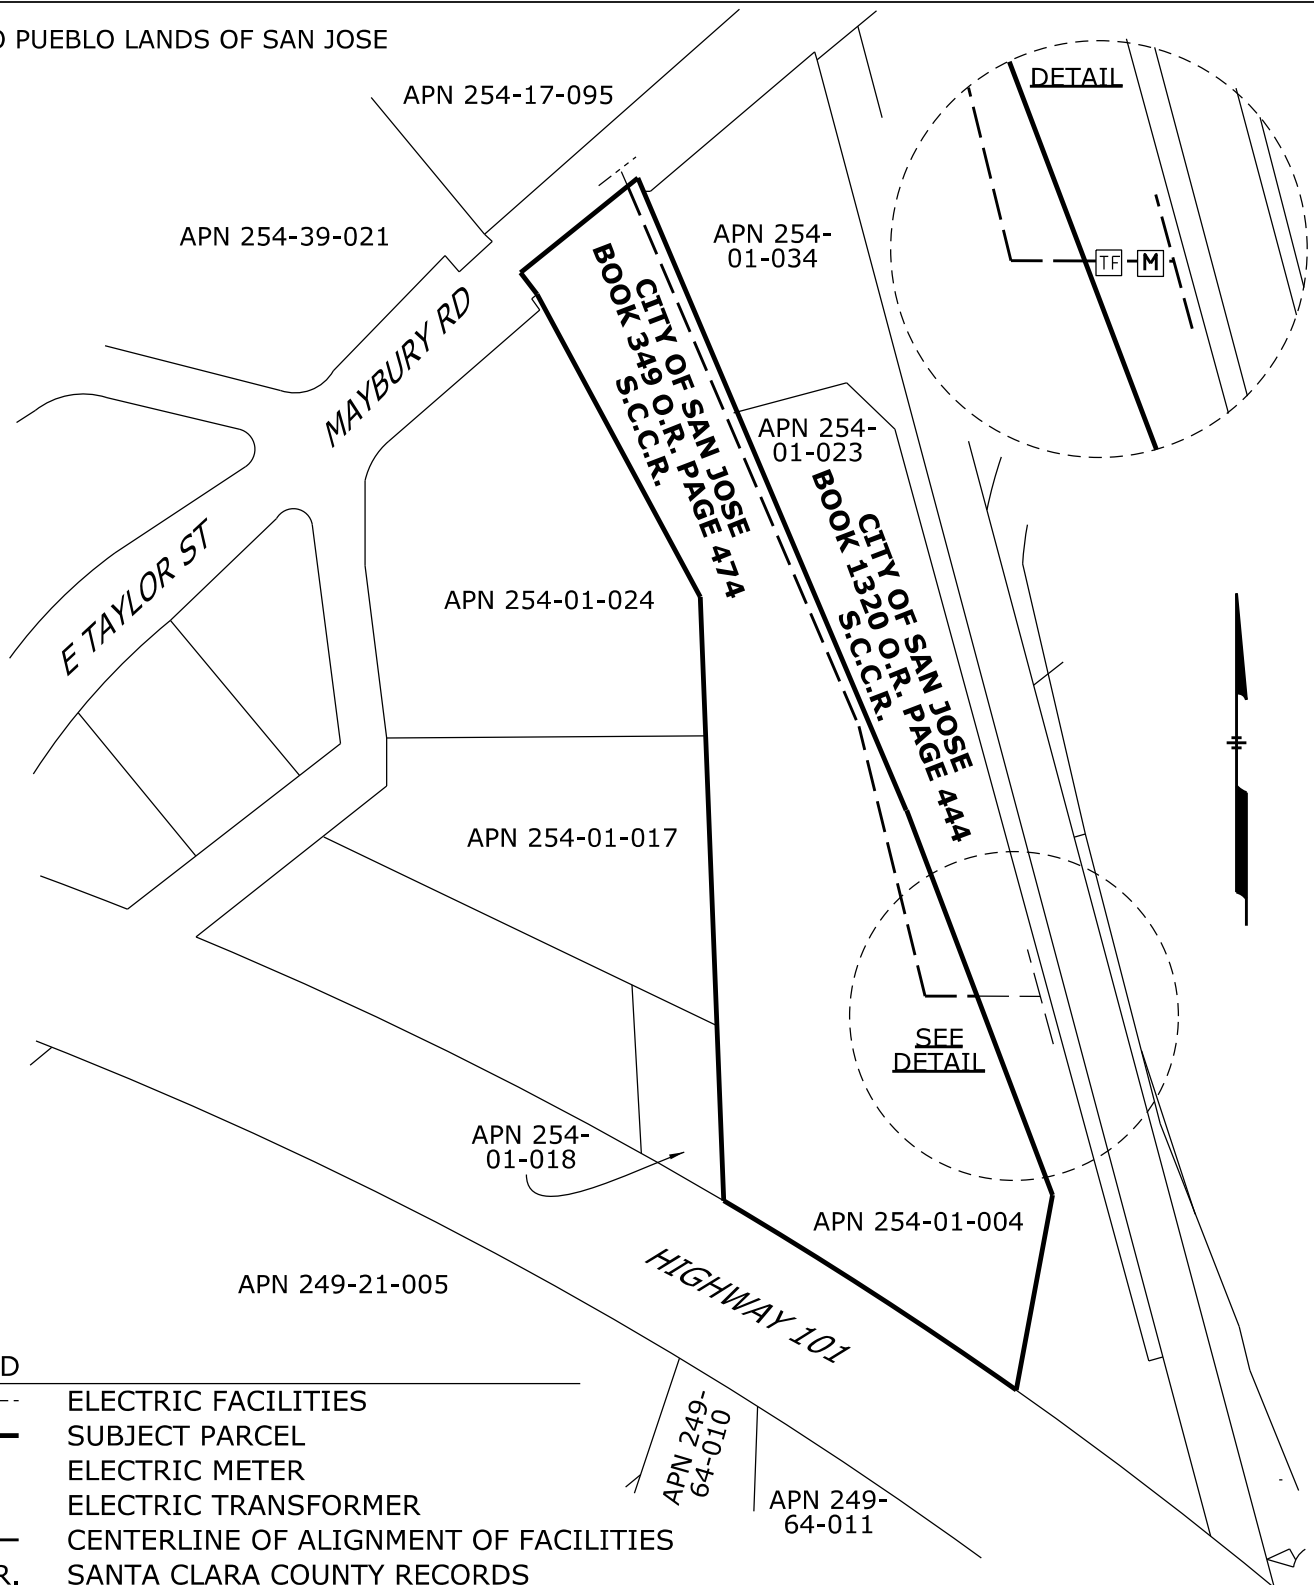 PUEBLO LANDS OF SAN JOSE
DETAIL
APN 254-17-095
APN 254-39-021
APN 254-
01-034
TF
M
MAYBURY RD
CITY OF SAN JOSE
BOOK 349 O.R. PAGE 474
S.C.C.R.
APN 254-
01-023
CITY OF SAN JOSE
BOOK 1320 O.R. PAGE 444
S.C.C.R.
E TAYLOR ST
APN 254-01-024
APN 254-01-017
SEE
DETAIL
APN 254-
01-018
APN 254-01-004
HIGHWAY 101
APN 249-21-005
D
ELECTRIC FACILITIES
SUBJECT PARCEL
ELECTRIC METER
ELECTRIC TRANSFORMER
CENTERLINE OF ALIGNMENT OF FACILITIES
R. SANTA CLARA COUNTY RECORDS
APN 249-
64-010
APN 249-
64-011